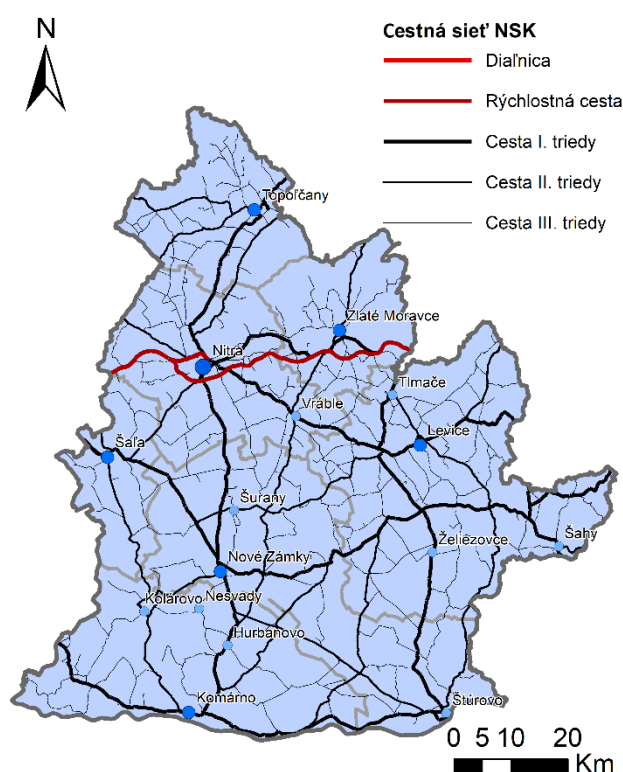 N
Cestná sieť NSK
Diaľnica
Rýchlostná cesta
Cesta I. triedy
Cesta II. triedy
Cesta III. triedy
Topoľčany
Zlaté Moravce
Nitra
Tlmače
Vráble
Levice
Šaľa
Šurany
Želiezovce
Šahy
Nové Zámky
Kolárovo
Nesvady
Hurbanovo
Komárno
Štúrovo
0 5 10 20
Km